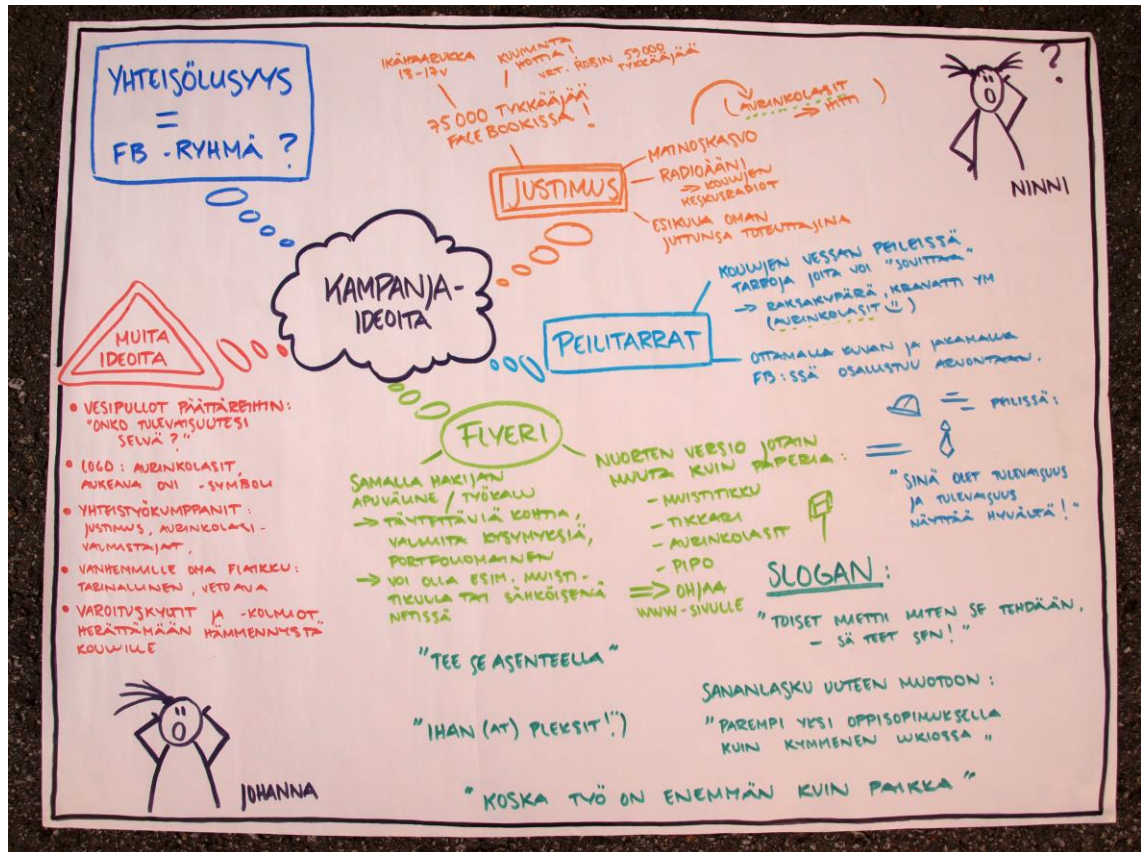 YHTEISÖLUSYYS
=
FB -RYHMÄ ?
KAMPANJA-
IDEOITA
IKÄHAARUKKA
13-17v
KUUMINTA
HOTTIA!
VRT. ROBIN 59000
TYKKÄÄJÄÄ
75 000 TYKKÄÄJÄÄ
FACEBOOKISSA!
JUSTIMUS
MAINOSKASVO
(AURINKOLASIT
→ HITTI)
RADIOÄÄNI
→ KOULUJEN
KESKUSRADIOT
ESIKUVA OMAN
JUTTUNSA TOTEUTTAJINA
?
NINNI
PEILITARRAT
KOULUJEN VESSAN PEILEISSÄ
TARROJA JOITA VOI "SOVITTAA"
→ RAKSAKYPÄRÄ, KRAVATTI YM
(AURINKOLASIT )
OTTAMALLA KUVAN JA JAKAMALLA
FB:SSÄ OSALLISTUU ARVONTAAN.
PEILISSÄ:
"SINÄ OLET TULEVAISUUS
JA TULEVAISUUS
NÄYTTÄÄ HYVÄLTÄ!"
MUITA
IDEOITA
• VESIPULLOT PÄÄTTÄREIHIN:
"ONKO TULEVAISUUTESI
SELVÄ?"
• LOGO: AURINKOLASIT,
AUKEAVA OVI -SYMBOLI
• YHTEISTYÖKUMPPANIT:
JUSTIMUS, AURINKOLASI-
VALMISTAJAT,
• VANHEMMILLE OMA FLAIKKU:
TARINALLINEN, VETOAVA
• VAROITUSKYLTIT JA -KOLMIOT
HERÄTTÄMÄÄN HÄMMENNYSTÄ
KOULUILLE
FLYERI
SAMALLA HAKIJAN
APUVÄLINE / TYÖKALU
→ TÄYTETTÄVIÄ KOHTIA,
VALMIITA KYSYMYKSIÄ,
PORTFOLIOMAINEN
→ VOI OLLA ESIM. MUISTI-
TIKULLA TAI SÄHKÖISENÄ
NETISSÄ
NUORTEN VERSIO JOTAIN
MUUTA KUIN PAPERIA:
- MUISTITIKKU
- TIKKARI
- AURINKOLASIT
- PIPO
⇒ OHJAA
WWW-SIVULLE
SLOGAN:
"TOISET MIETTII MITEN SE TEHDÄÄN,
- SÄ TEET SEN!"
"TEE SE ASENTEELLA"
SANANLASKU UUTEEN MUOTOON:
"PAREMPI YKSI OPPISOPIMUKSELLA
KUIN KYMMENEN LUKIOSSA"
"IHAN (AT) PLEKSIT!")
"KOSKA TYÖ ON ENEMMÄN KUIN PAIKKA"
JOHANNA